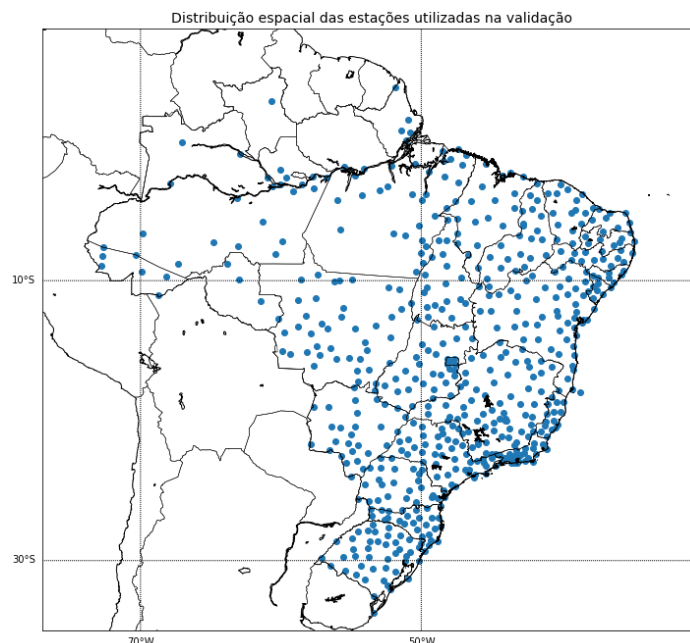 Distribuição espacial das estações utilizadas na validação
10°S
30°S
70°W
50°W